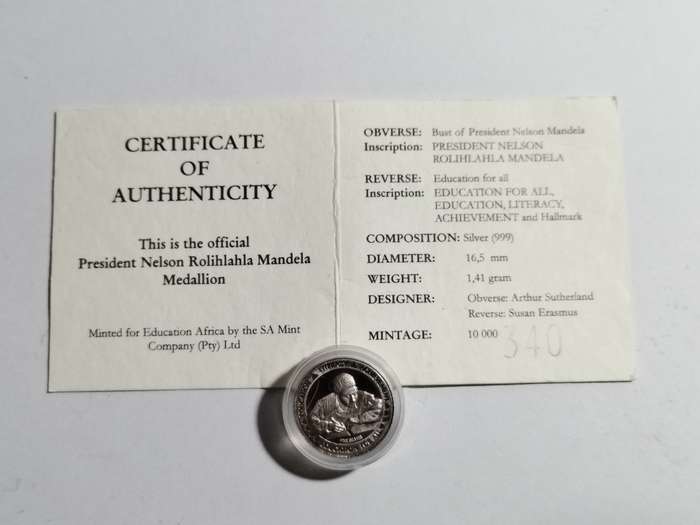 CERTIFICATE
OF
AUTHENTICITY
This is the official
President Nelson Rolihlahla Mandela
Medallion
Minted for Education Africa by the SA Mint
Company (Pty) Ltd
OBVERSE: Bust of President Nelson Mandela
Inscription: PRESIDENT NELSON
ROLIHLAHLA MANDELA
REVERSE: Education for all
Inscription: EDUCATION FOR ALL,
EDUCATION, LITERACY,
ACHIEVEMENT and Hallmark
COMPOSITION: Silver (999)
DIAMETER: 16,5 mm
WEIGHT: 1,41 gram
DESIGNER: Obverse: Arthur Sutherland
Reverse: Susan Erasmus
MINTAGE: 10 000
340